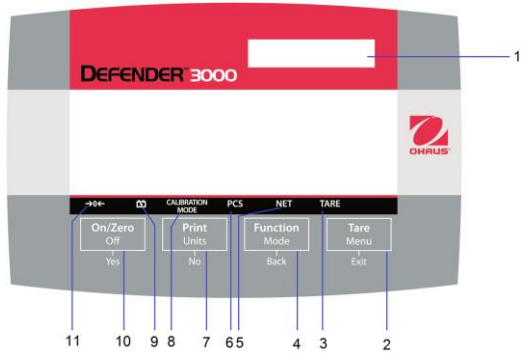 1
DEFENDER™ 3000
OHAUS®
→0← CALIBRATION MODE PCS NET TARE
On/Zero Print Function Tare
Off Units Mode Menu
Yes No Back Exit
11 10 9 8 7 6 5 4 3 2